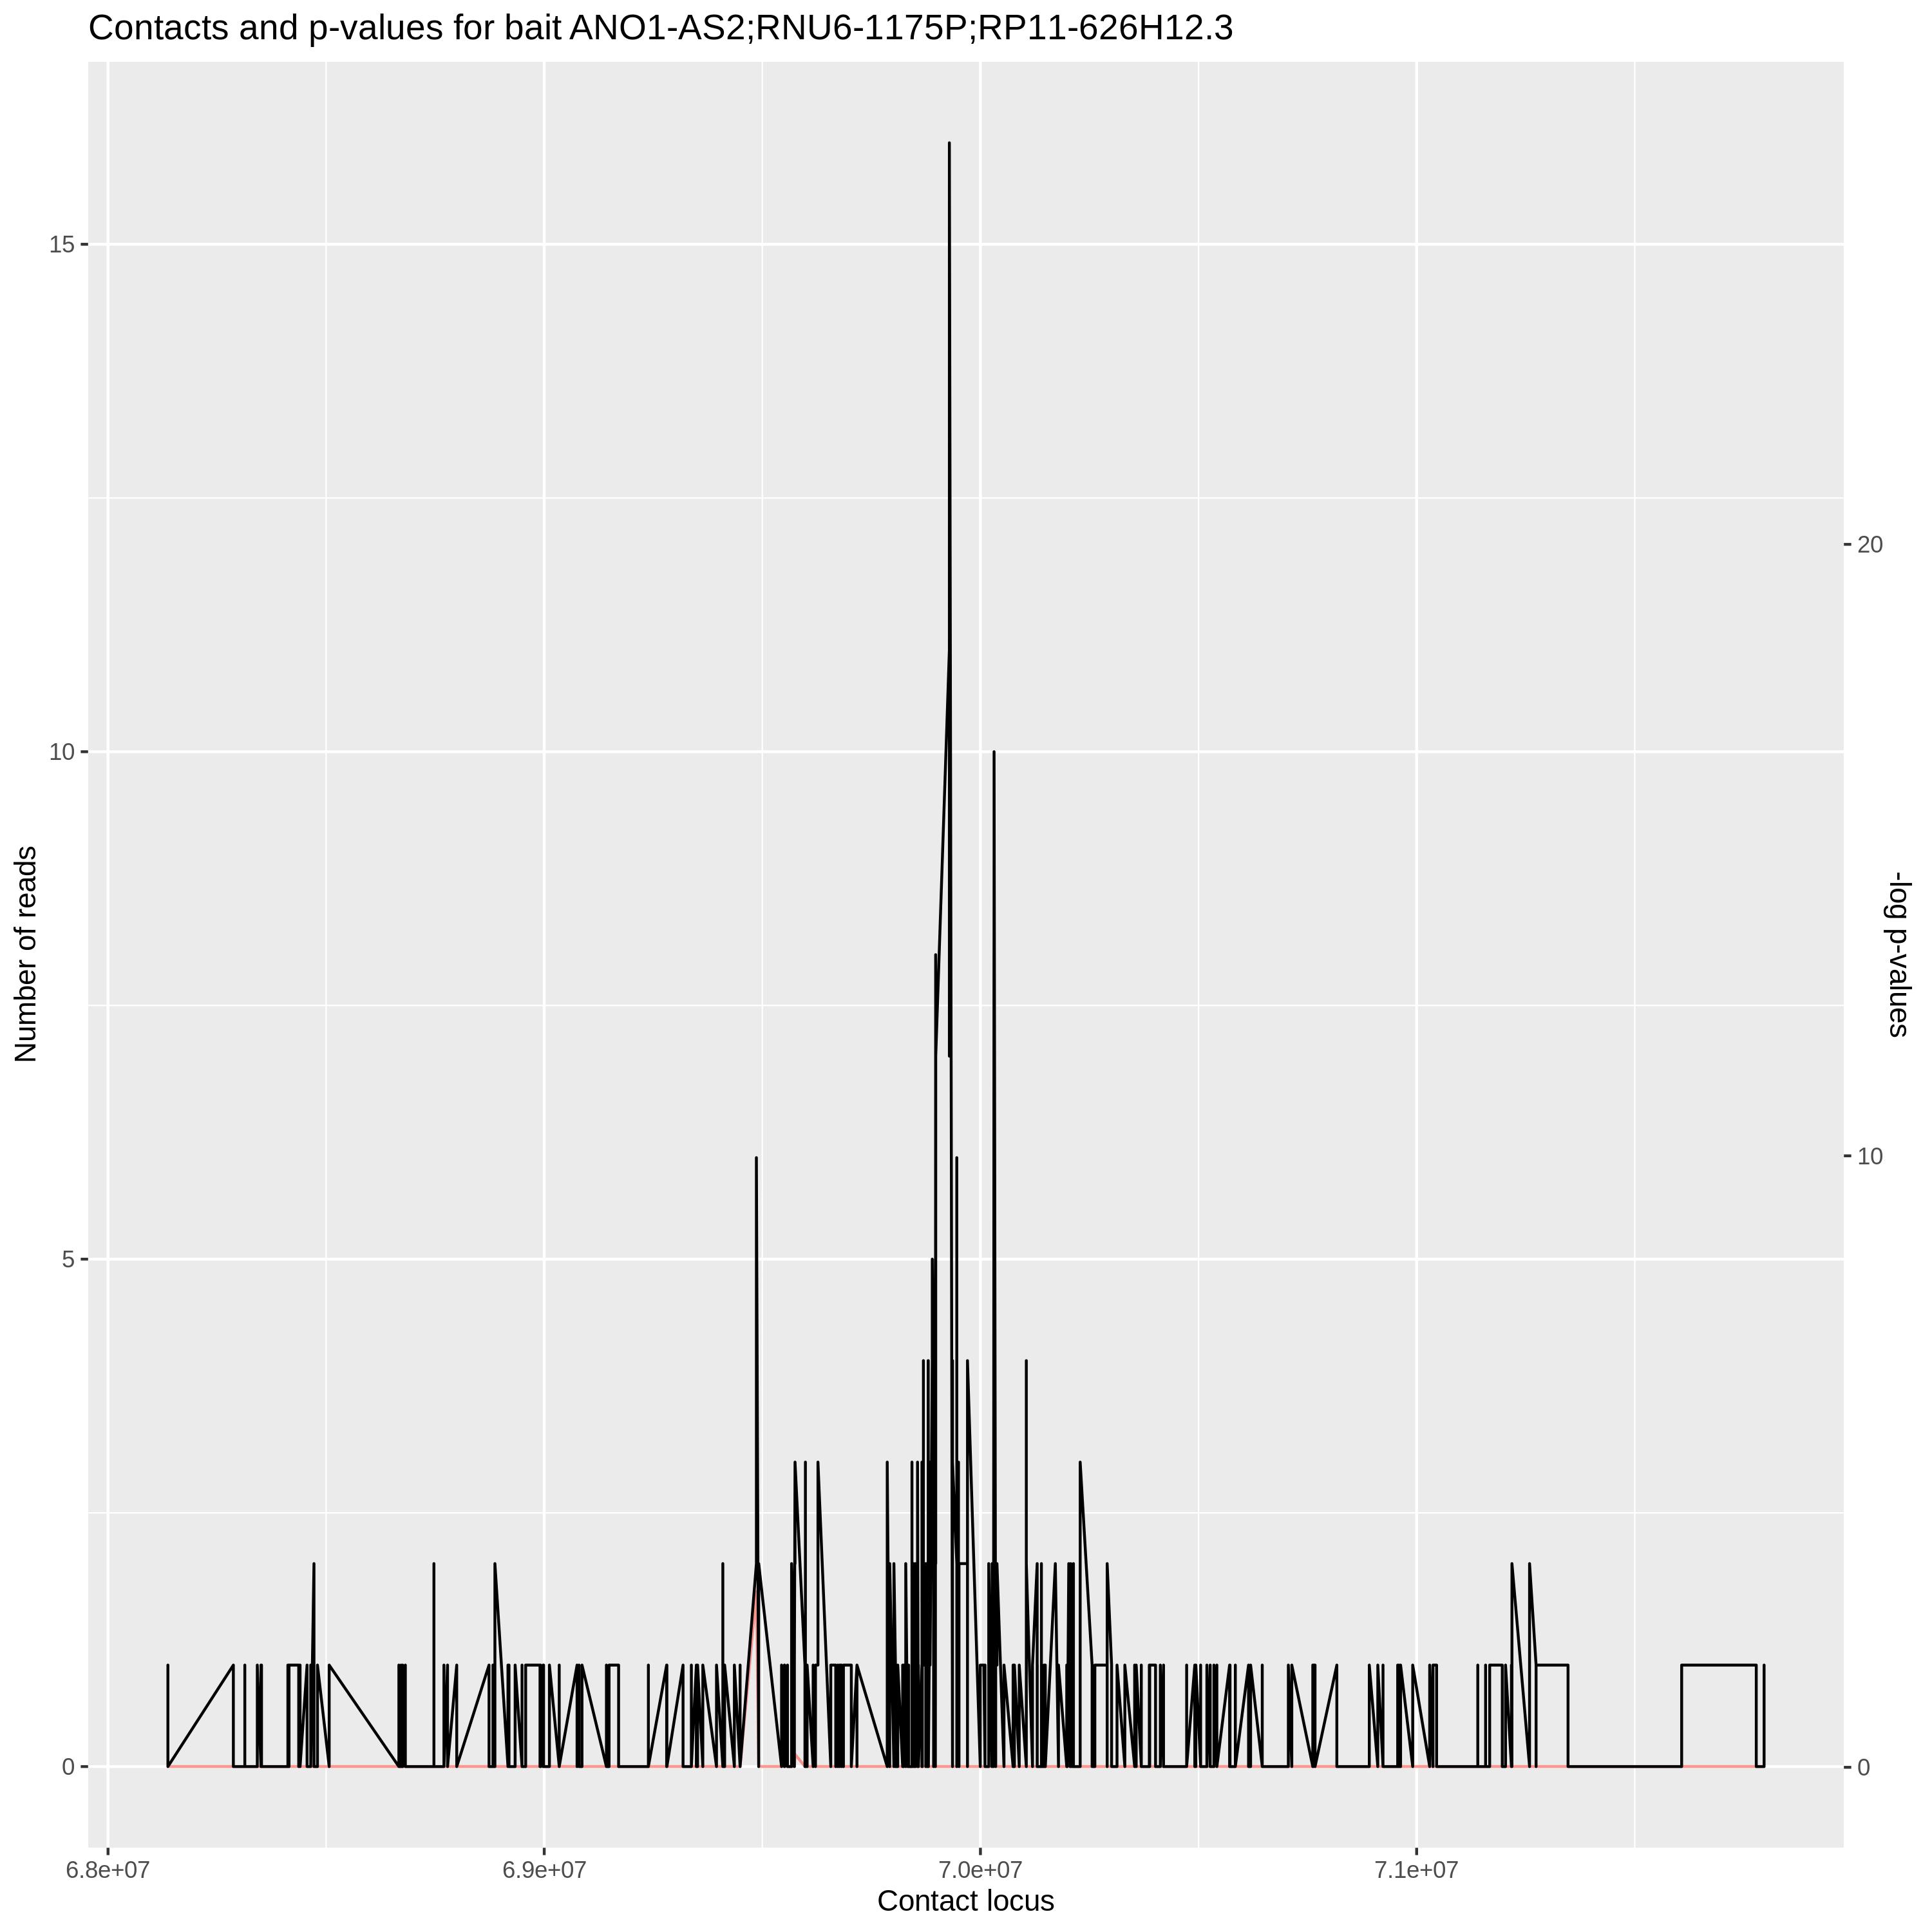 Contacts and p-values for bait ANO1-AS2;RNU6-1175P;RP11-626H12.3
15
10
5
0
Number of reads
20
10
0
-log p-values
6.8e+07
6.9e+07
7.0e+07
7.1e+07
Contact locus